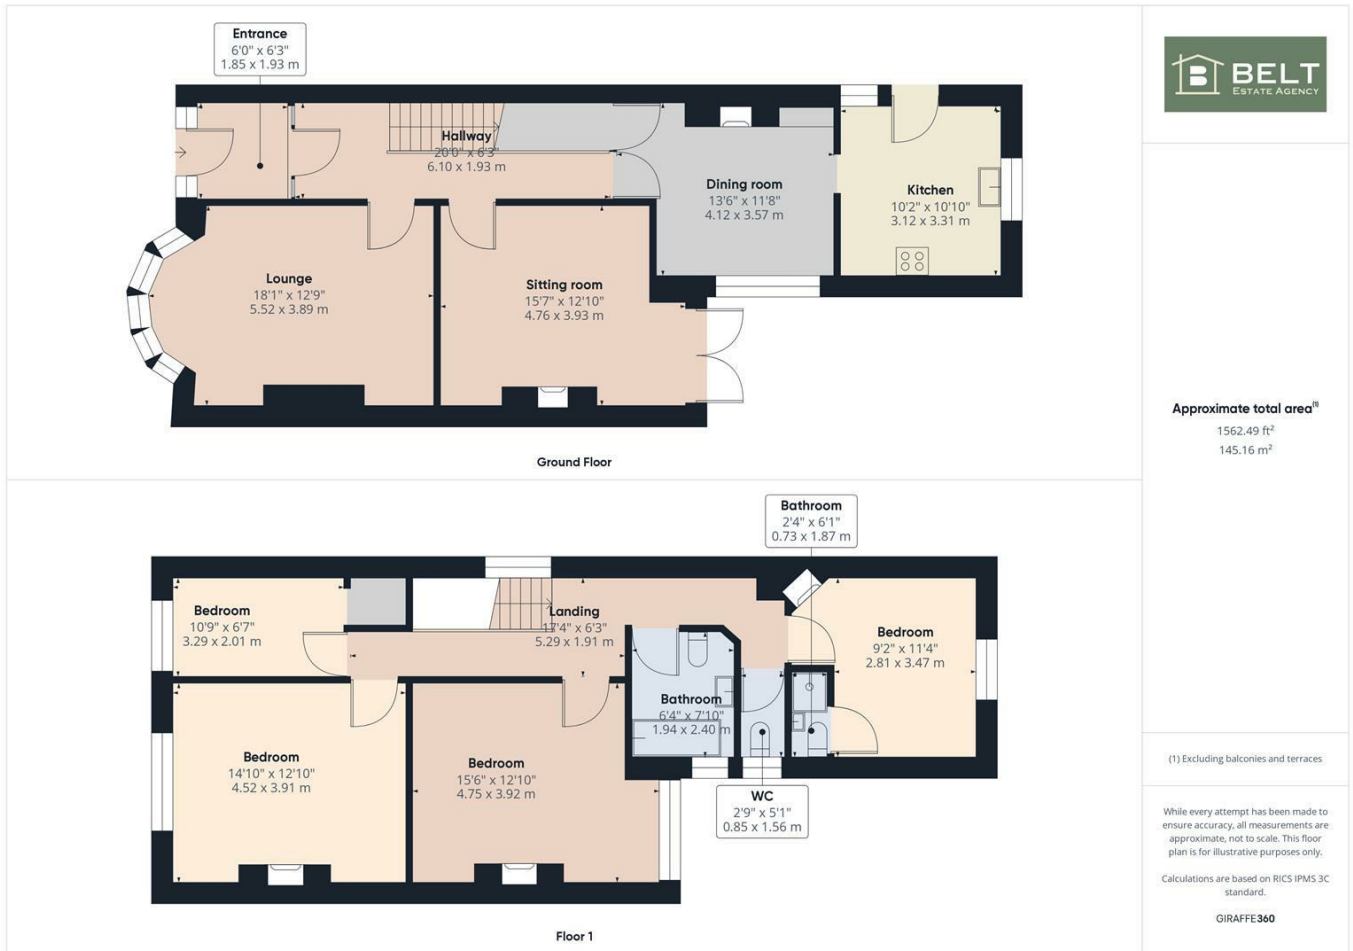 Entrance
6'0" x 6'3"
1.85 x 1.93 m
Hallway
20'0" x 6'3"
6.10 x 1.93 m
Dining room
13'6" x 11'8"
4.12 x 3.57 m
Kitchen
10'2" x 10'10"
3.12 x 3.31 m
Lounge
18'1" x 12'9"
5.52 x 3.89 m
Sitting room
15'7" x 12'10"
4.76 x 3.93 m
Ground Floor
Bathroom
2'4" x 6'1"
0.73 x 1.87 m
Bedroom
10'9" x 6'7"
3.29 x 2.01 m
Landing
17'4" x 6'3"
5.29 x 1.91 m
Bedroom
9'2" x 11'4"
2.81 x 3.47 m
Bathroom
6'4" x 7'10"
1.94 x 2.40 m
Bedroom
14'10" x 12'10"
4.52 x 3.91 m
Bedroom
15'6" x 12'10"
4.75 x 3.92 m
WC
2'9" x 5'1"
0.85 x 1.56 m
Floor 1
B BELT
ESTATE AGENCY
Approximate total area⁽¹⁾
1562.49 ft²
145.16 m²
(1) Excluding balconies and terraces
While every attempt has been made to
ensure accuracy, all measurements are
approximate, not to scale. This floor
plan is for illustrative purposes only.
Calculations are based on RICS IPMS 3C
standard.
GIRAFFE360